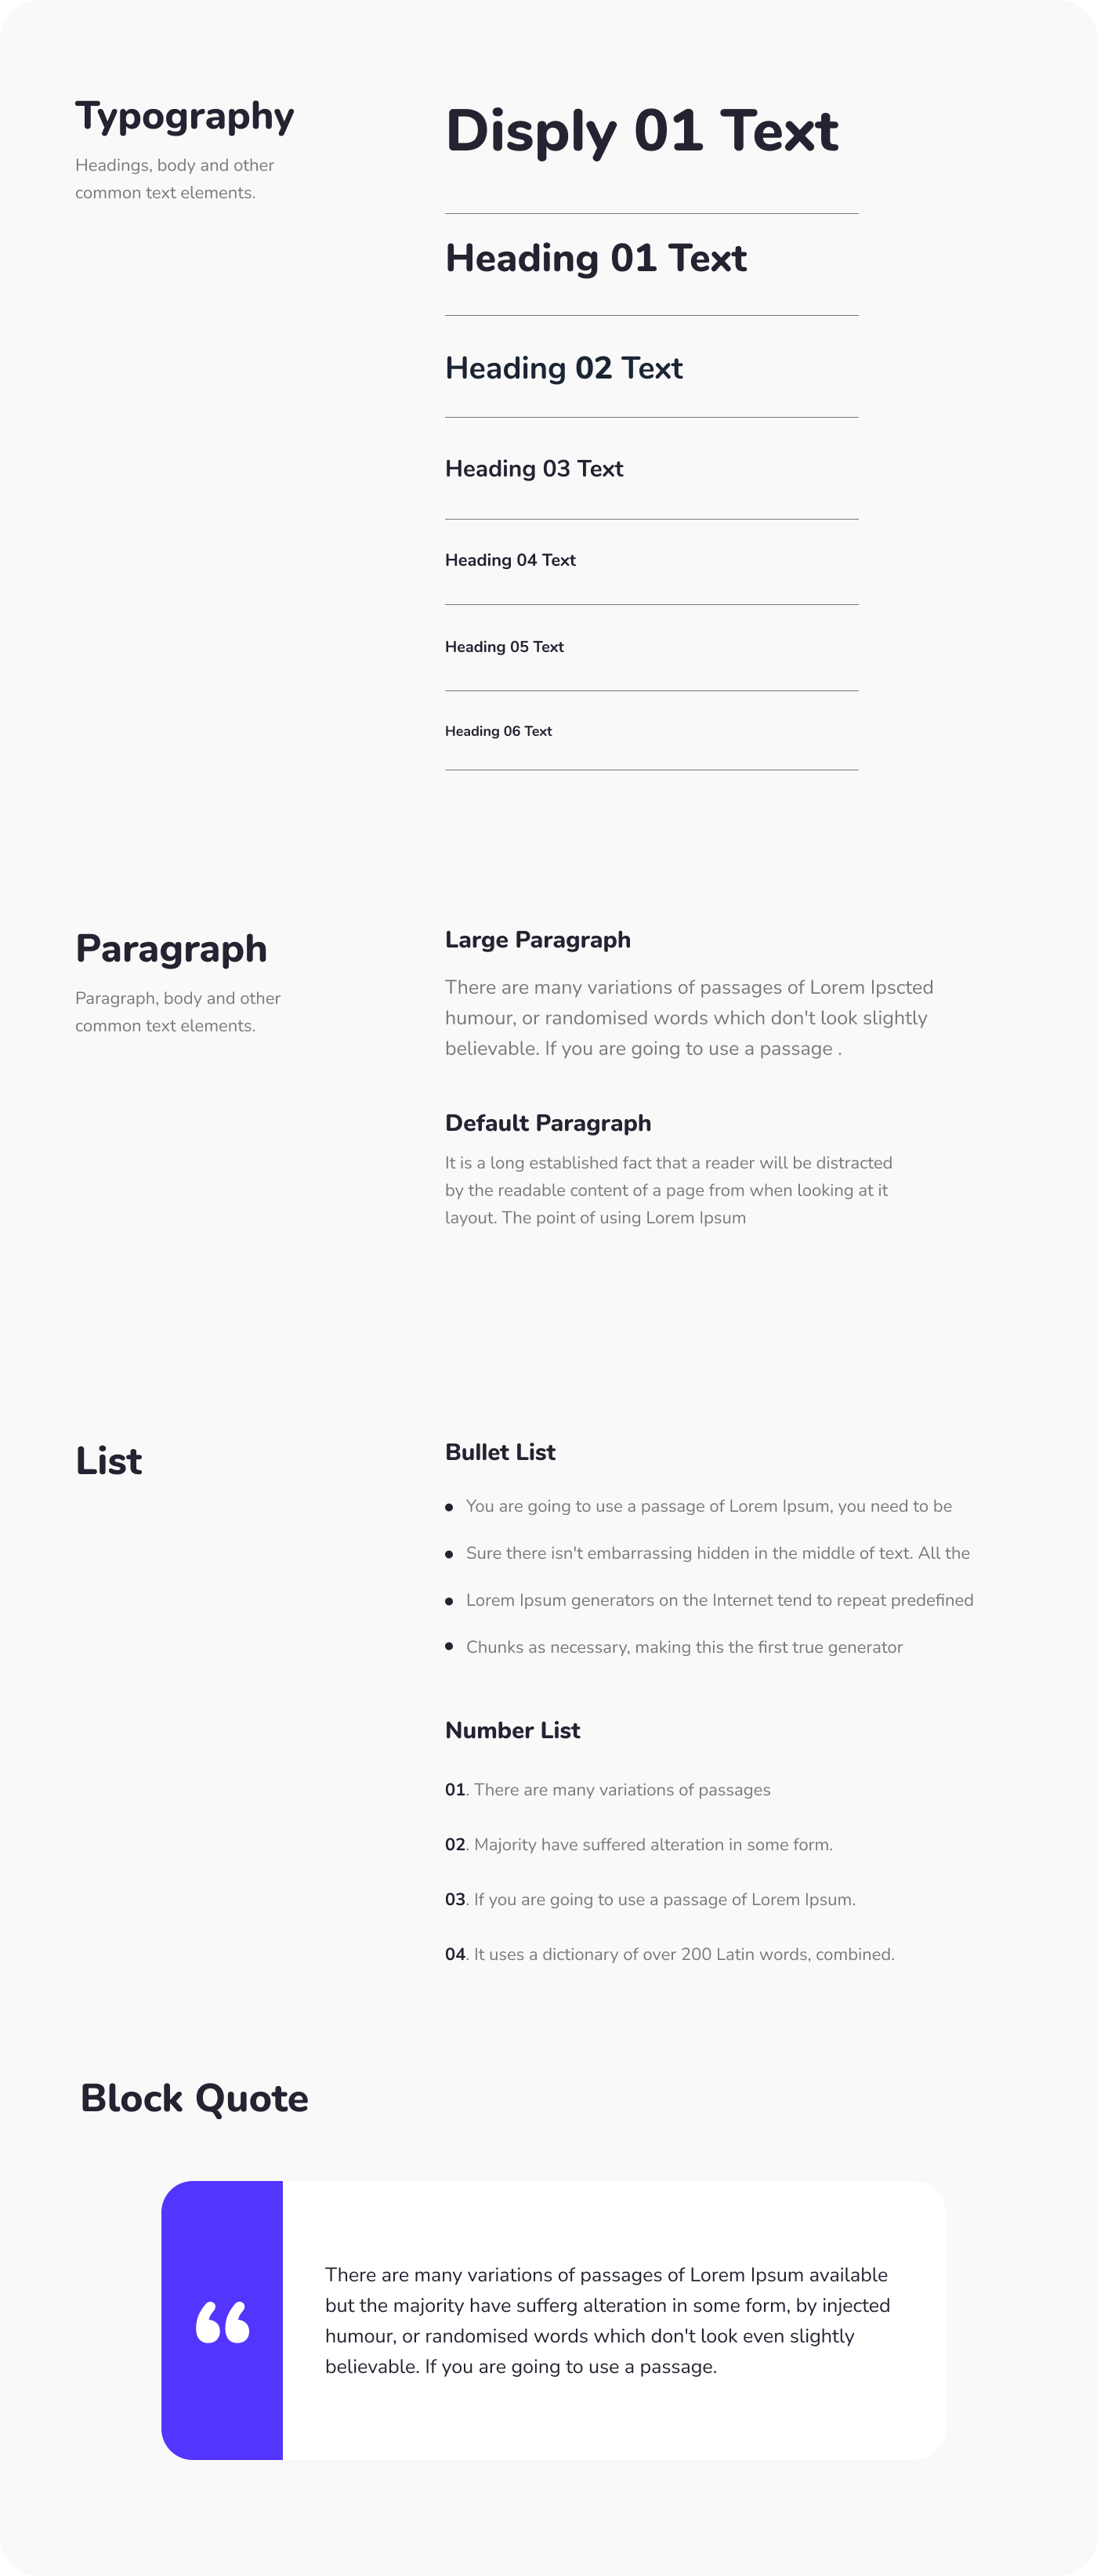 Typography
Headings, body and other
common text elements.
Disply 01 Text
Heading 01 Text
Heading 02 Text
Heading 03 Text
Heading 04 Text
Heading 05 Text
Heading 06 Text
Paragraph
Paragraph, body and other
common text elements.
Large Paragraph
There are many variations of passages of Lorem Ipscted
humour, or randomised words which don't look slightly
believable. If you are going to use a passage .
Default Paragraph
It is a long established fact that a reader will be distracted
by the readable content of a page from when looking at it
layout. The point of using Lorem Ipsum
List
Bullet List
• You are going to use a passage of Lorem Ipsum, you need to be
• Sure there isn't embarrassing hidden in the middle of text. All the
• Lorem Ipsum generators on the Internet tend to repeat predefined
• Chunks as necessary, making this the first true generator
Number List
01. There are many variations of passages
02. Majority have suffered alteration in some form.
03. If you are going to use a passage of Lorem Ipsum.
04. It uses a dictionary of over 200 Latin words, combined.
Block Quote
“
There are many variations of passages of Lorem Ipsum available
but the majority have sufferg alteration in some form, by injected
humour, or randomised words which don't look even slightly
believable. If you are going to use a passage.